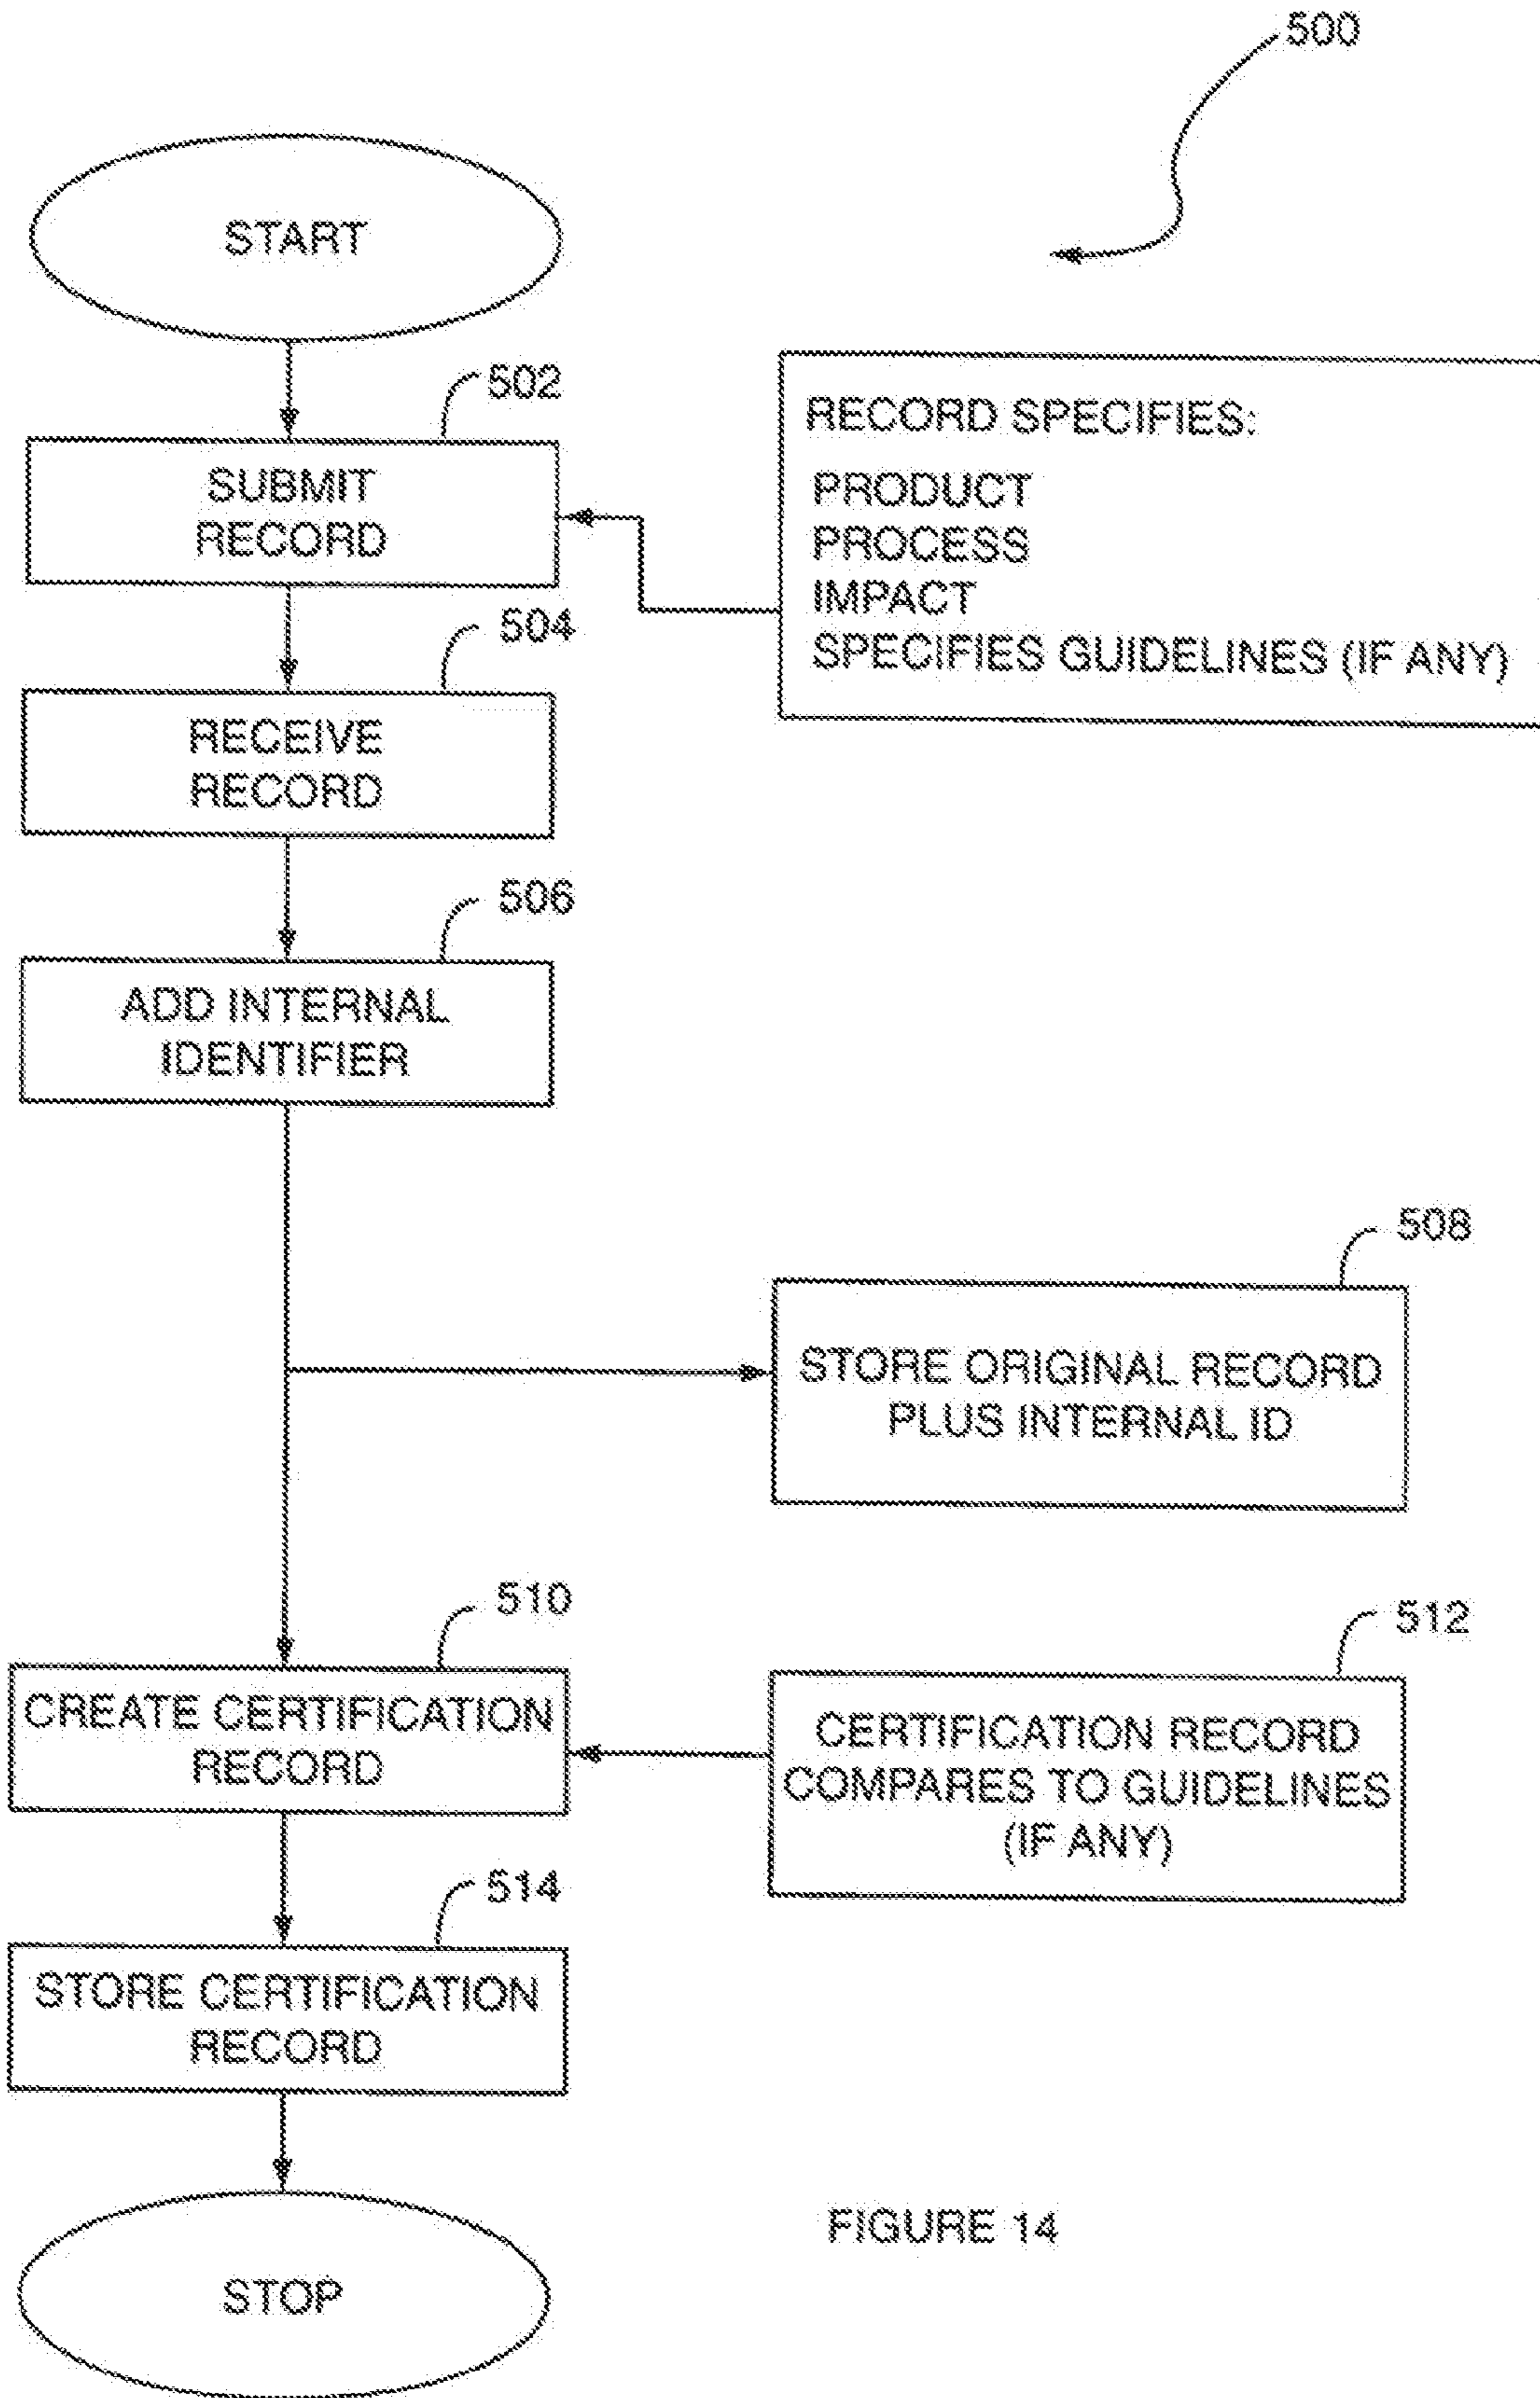 500
START
502
SUBMIT
RECORD
RECORD SPECIFIES:
PRODUCT
PROCESS
IMPACT
SPECIFIES GUIDELINES (IF ANY)
504
RECEIVE
RECORD
506
ADD INTERNAL
IDENTIFIER
508
STORE ORIGINAL RECORD
PLUS INTERNAL ID
510
CREATE CERTIFICATION
RECORD
512
CERTIFICATION RECORD
COMPARES TO GUIDELINES
(IF ANY)
514
STORE CERTIFICATION
RECORD
STOP
FIGURE 14